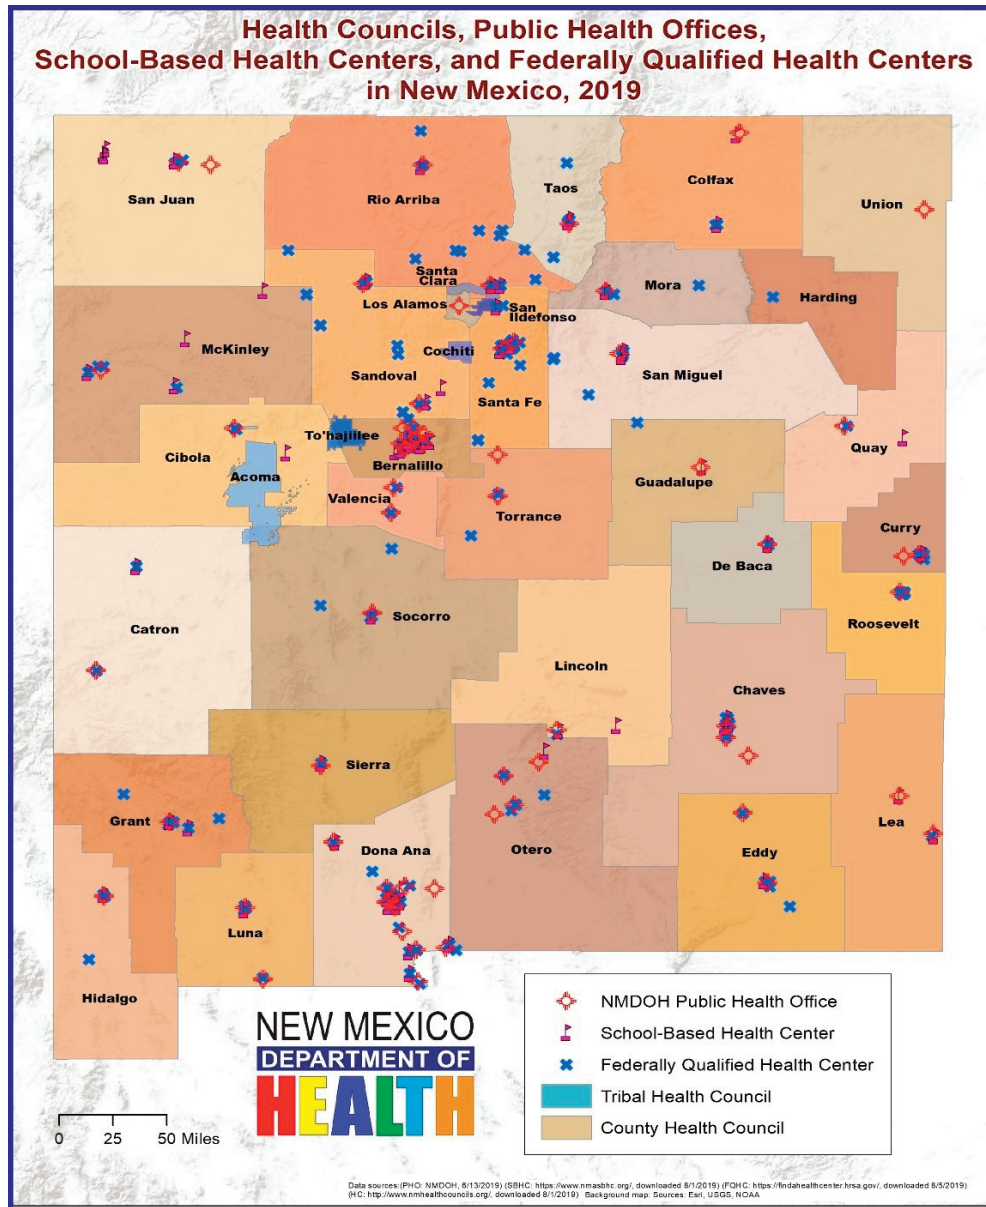 Health Councils, Public Health Offices,
School-Based Health Centers, and Federally Qualified Health Centers
in New Mexico, 2019
San Juan
Rio Arriba
Taos
Colfax
Union
Santa
Clara
Los Alamos
San
Ildefonso
Mora
Harding
McKinley
Cochiti
Sandoval
Santa Fe
San Miguel
To'hajiilee
Cibola
Bernalillo
Quay
Acoma
Valencia
Torrance
Guadalupe
Curry
De Baca
Catron
Socorro
Roosevelt
Lincoln
Chaves
Sierra
Grant
Dona Ana
Otero
Eddy
Lea
Luna
Hidalgo
NEW MEXICO
DEPARTMENT OF
HEALTH
NMDOH Public Health Office
School-Based Health Center
Federally Qualified Health Center
Tribal Health Council
County Health Council
0 25 50 Miles
Data sources:(PHO: NMDOH, 6/13/2019) (SBHC: https://www.nmasbhc.org/, downloaded 8/1/2019) (FQHC: https://findahealthcenter.hrsa.gov/, downloaded 8/5/2019)
(HC: http://www.nmhealthcouncils.org/, downloaded 8/1/2019) Background map: Sources: Esri, USGS, NOAA